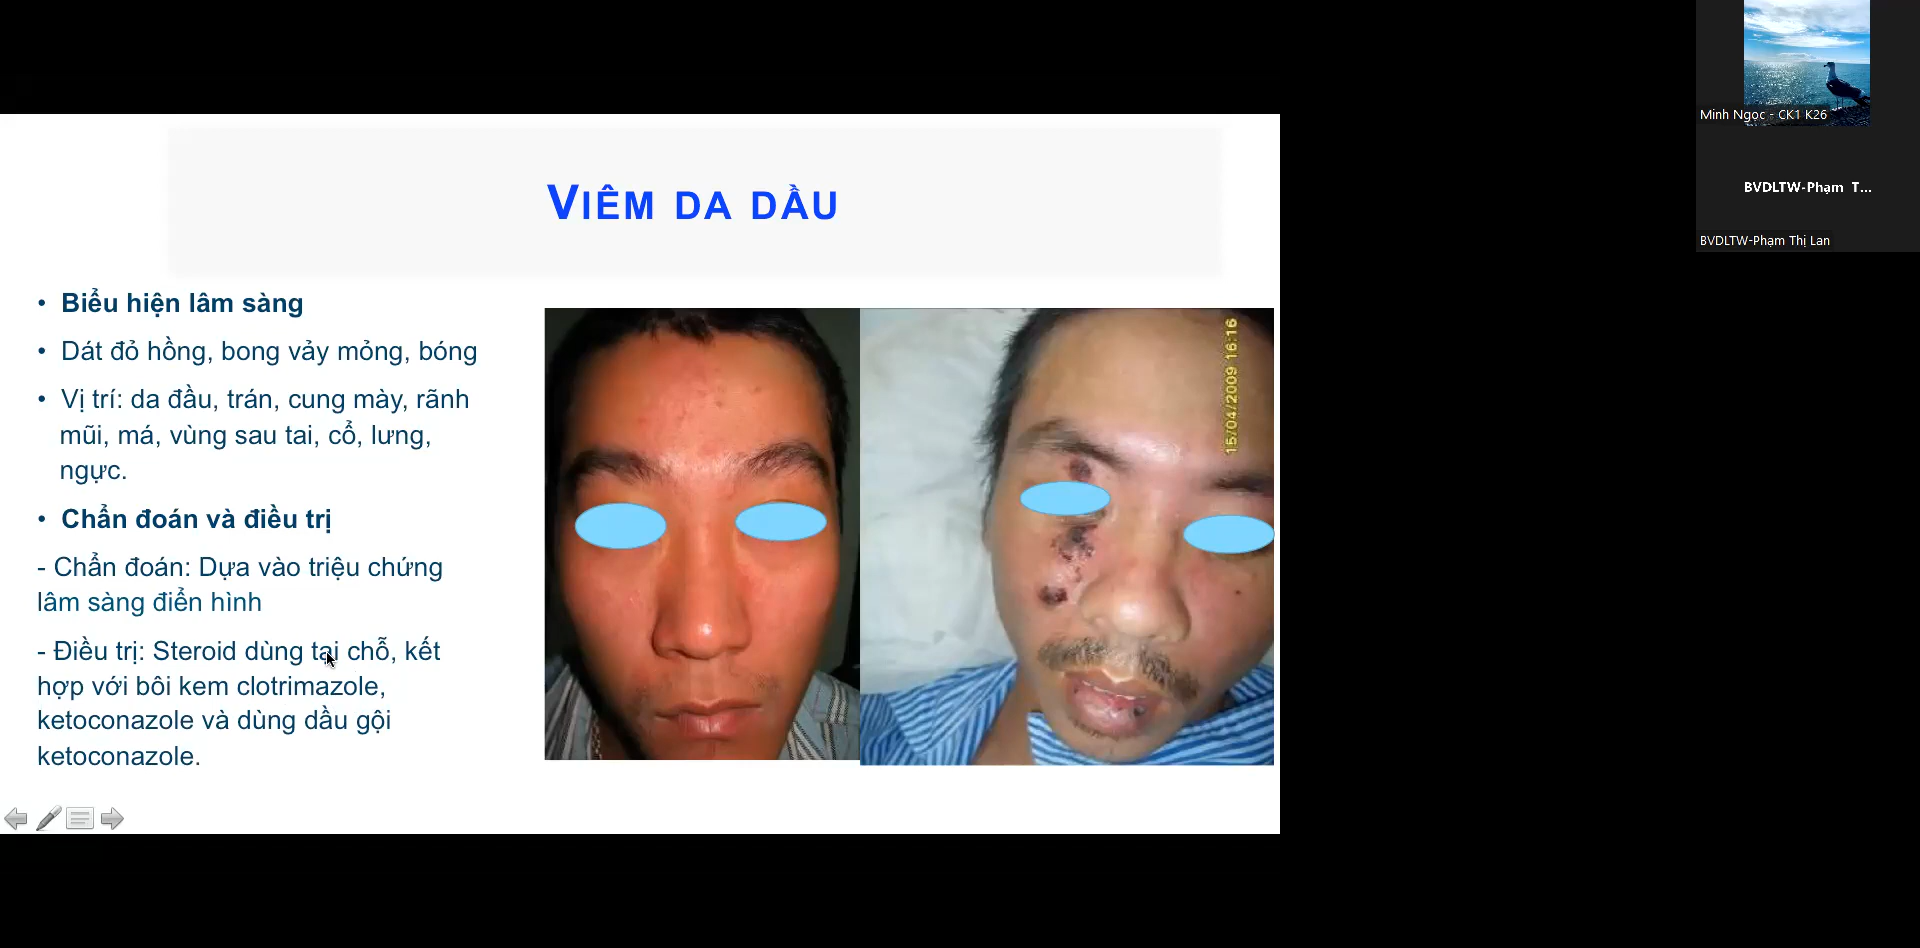 Minh Ngọc - CK1 K26
BVDLTW-Phạm T...
BVDLTW-Phạm Thị Lan
VIÊM DA DẦU
• Biểu hiện lâm sàng
• Dát đỏ hồng, bong vảy mỏng, bóng
• Vị trí: da đầu, trán, cung mày, rãnh
mũi, má, vùng sau tai, cổ, lưng,
ngực.
• Chẩn đoán và điều trị
- Chẩn đoán: Dựa vào triệu chứng
lâm sàng điển hình
- Điều trị: Steroid dùng tại chỗ, kết
hợp với bôi kem clotrimazole,
ketoconazole và dùng dầu gội
ketoconazole.
15/04/2009 16:16